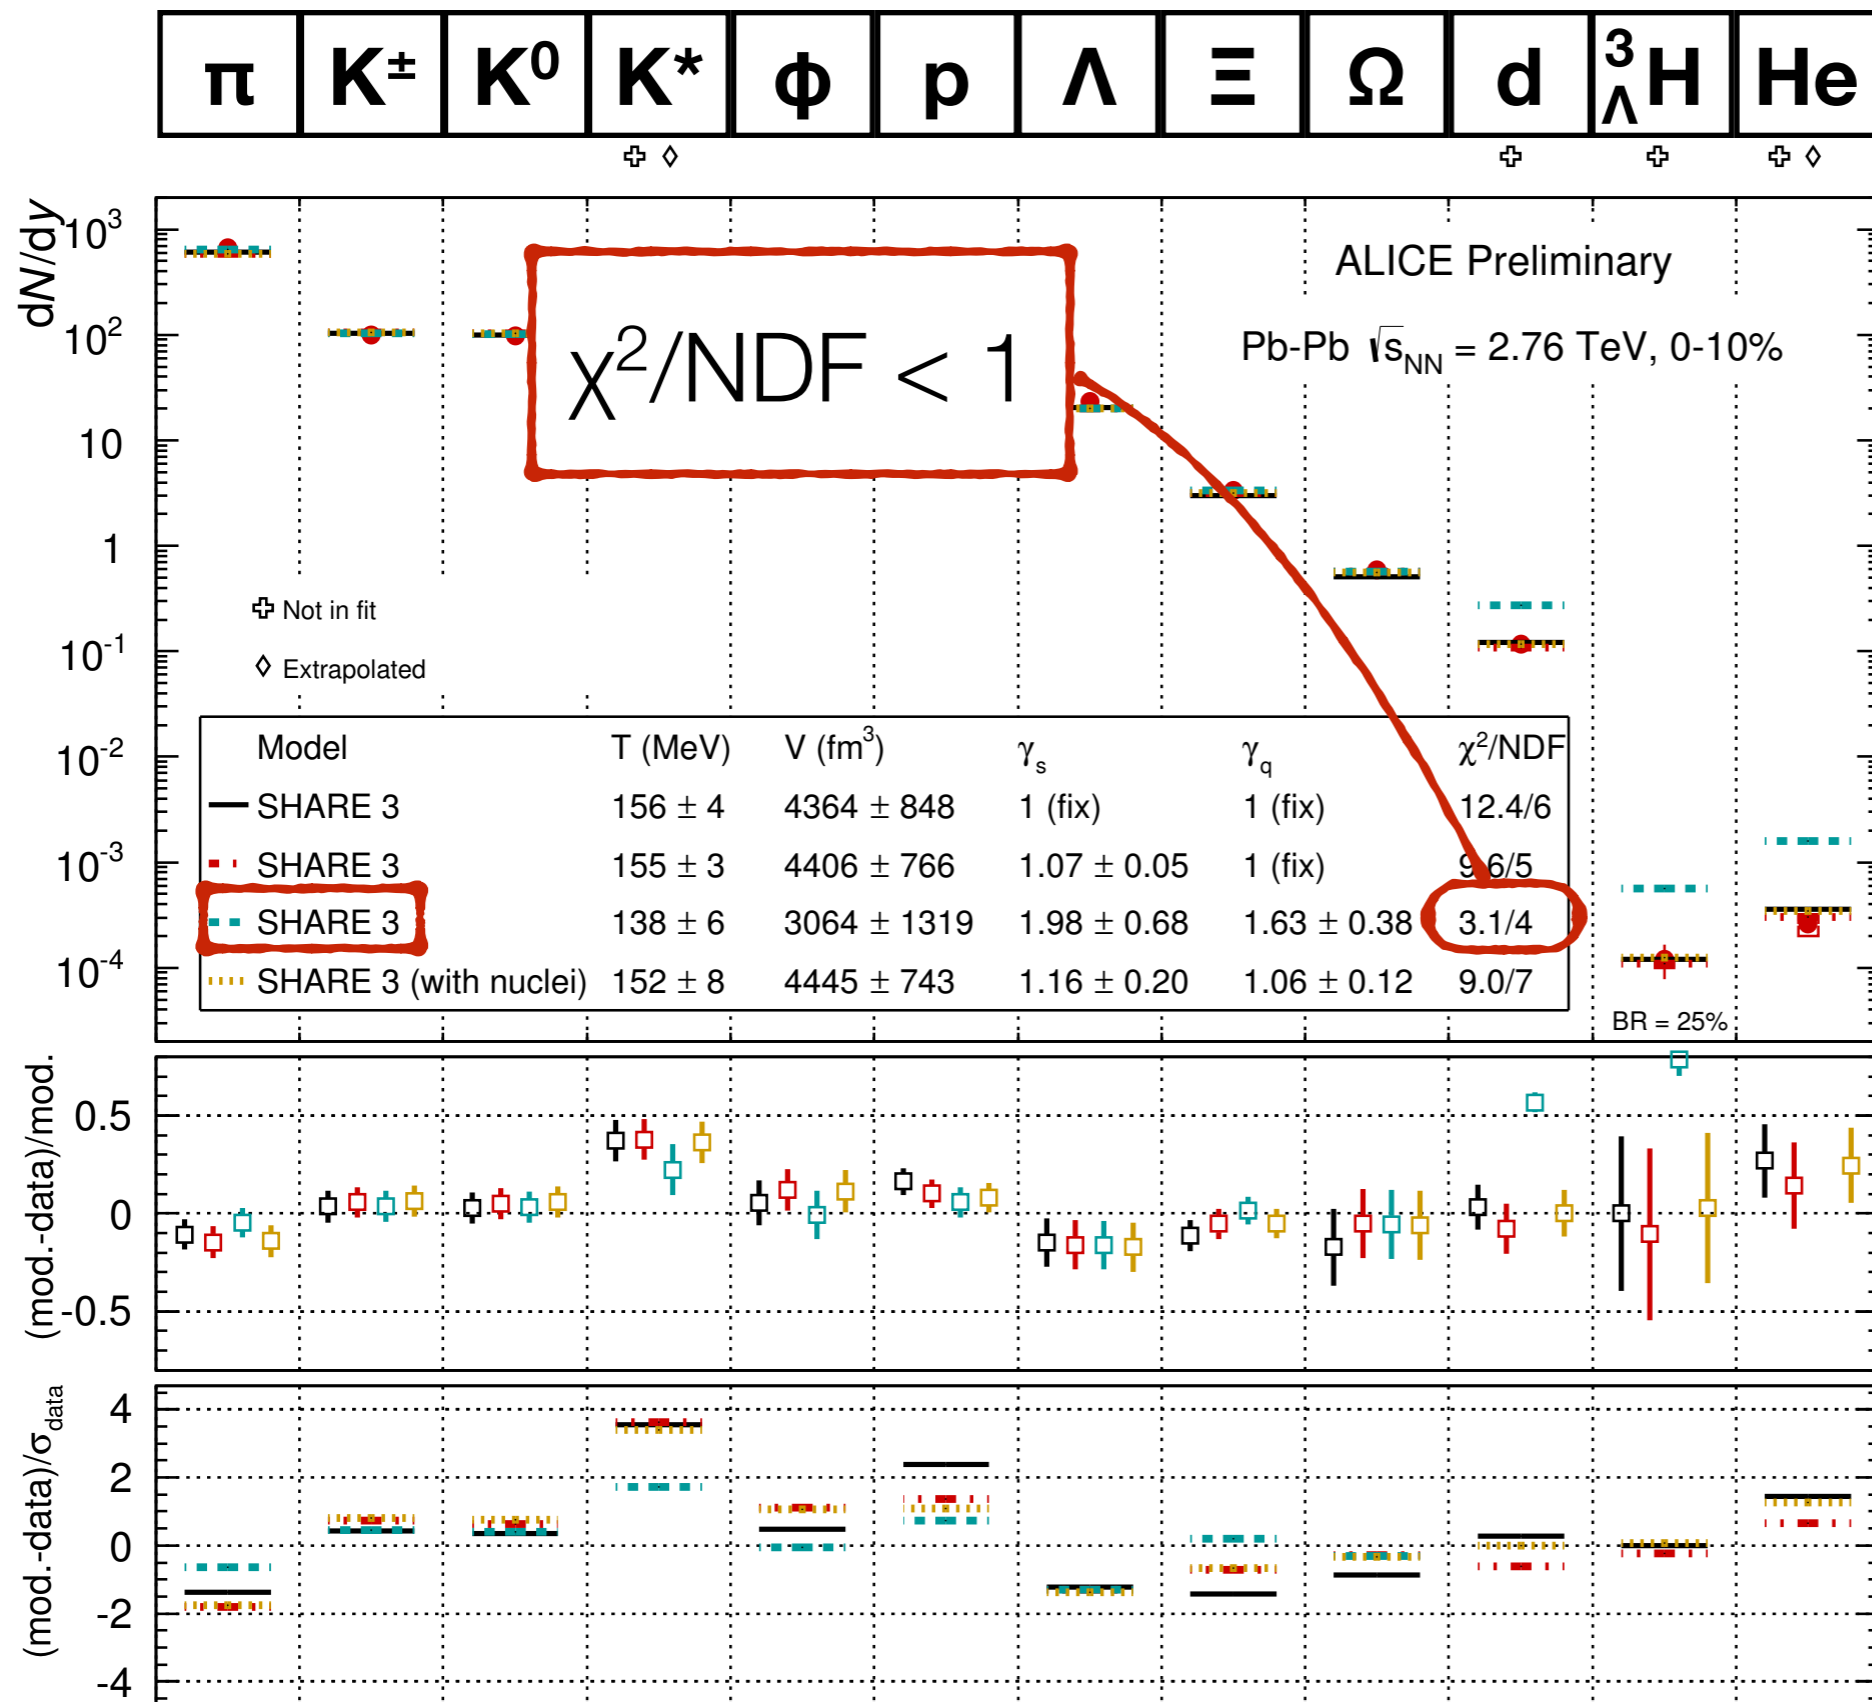 π K± K⁰ K* ϕ p Λ Ξ Ω d ³ΛH He
dN/dy
10³
10²
10
1
10⁻¹
10⁻²
10⁻³
10⁻⁴
ALICE Preliminary
Pb-Pb √sNN = 2.76 TeV, 0-10%
χ²/NDF < 1
Not in fit
Extrapolated
Model T (MeV) V (fm³) γs γq χ²/NDF
SHARE 3 156 ± 4 4364 ± 848 1 (fix) 1 (fix) 12.4/6
SHARE 3 155 ± 3 4406 ± 766 1.07 ± 0.05 1 (fix) 9.6/5
SHARE 3 138 ± 6 3064 ± 1319 1.98 ± 0.68 1.63 ± 0.38 3.1/4
SHARE 3 (with nuclei) 152 ± 8 4445 ± 743 1.16 ± 0.20 1.06 ± 0.12 9.0/7
BR = 25%
(mod.-data)/mod.
0.5
0
-0.5
(mod.-data)/σdata
4
2
0
-2
-4